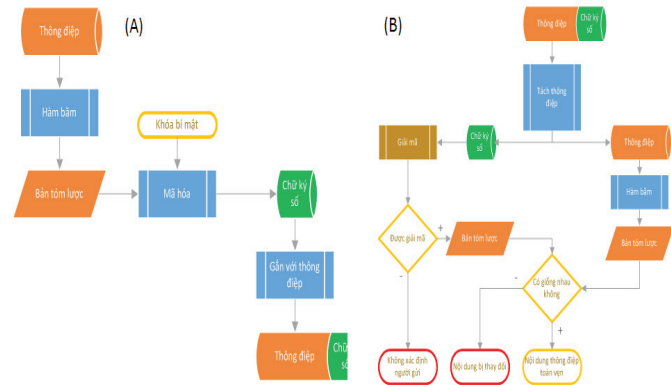 (A)
Thông điệp
Hàm băm
Bản tóm lược
Khóa bí mật
Mã hóa
Chữ ký
số
Gắn với thông
điệp
Thông điệp
Chữ
số
(B)
Thông điệp
Chữ ký
số
Tách thông
điệp
Giải mã
Chữ ký
số
Thông điệp
Hàm băm
Bản tóm lược
Được giải mã
+
-
Bản tóm lược
Có giống nhau
không
-
+
Không xác định
người gửi
Nội dung bị thay đổi
Nội dung thông điệp
toàn vẹn